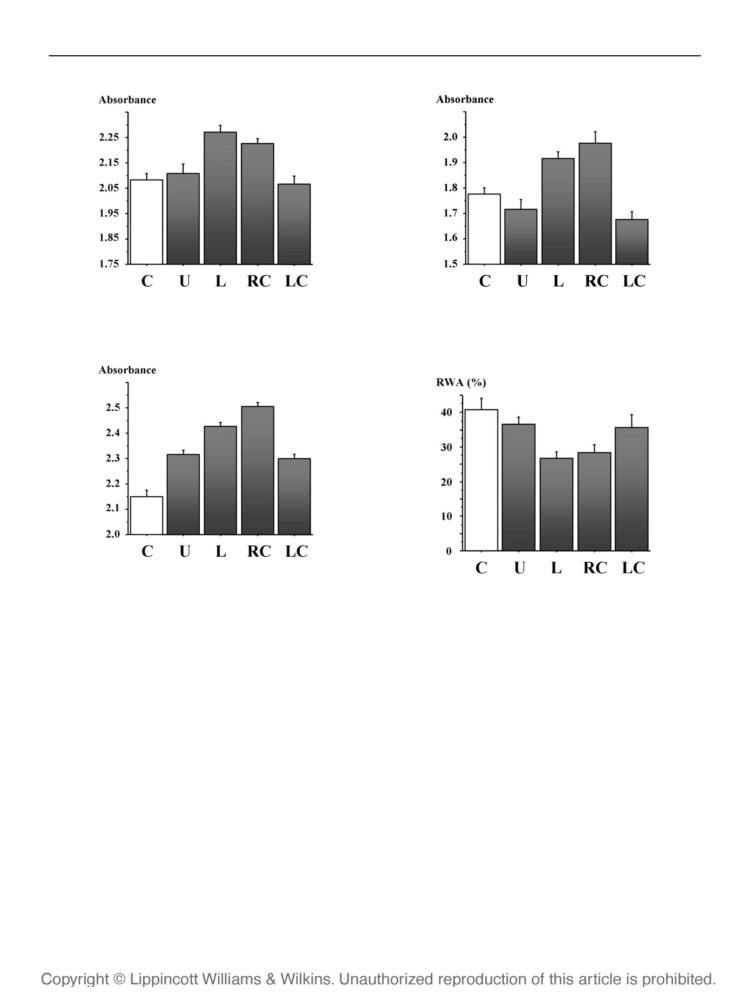 Absorbance
2.25
2.15
2.05
1.95
1.85
1.75
C U L RC LC
Absorbance
2.0
1.9
1.8
1.7
1.6
1.5
C U L RC LC
Absorbance
2.5
2.4
2.3
2.2
2.1
2.0
C U L RC LC
RWA (%)
40
30
20
10
0
C U L RC LC
Copyright © Lippincott Williams & Wilkins. Unauthorized reproduction of this article is prohibited.